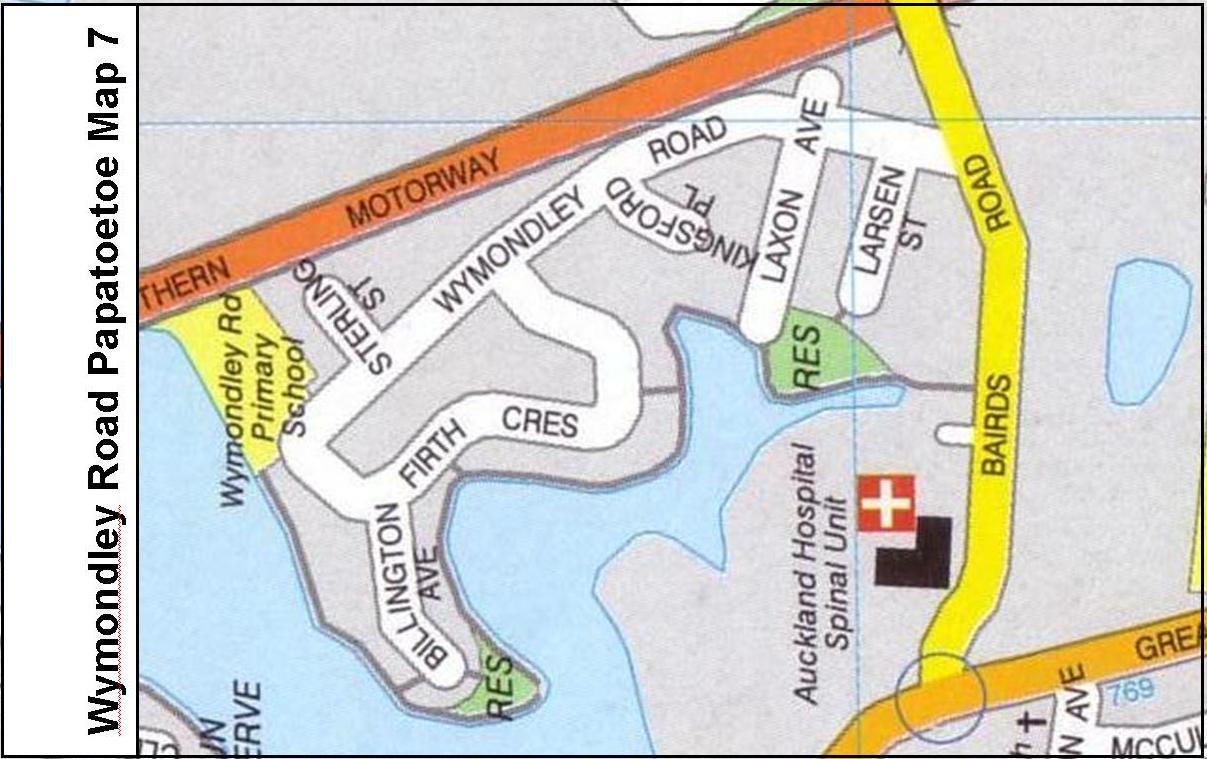 Wymondley Road Papatoetoe Map 7
MOTORWAY
THERN
ROAD
AVE
WYMONDLEY
KINGSFORD
PL
LAXON
LARSEN
ST
ROAD
STERLING
ST
Wymondley Rd
Primary
School
RES
FIRTH
CRES
BAIRDS
BILLINGTON
AVE
Auckland Hospital
Spinal Unit
RES
GREA
769
N AVE
MCCUL
ERVE